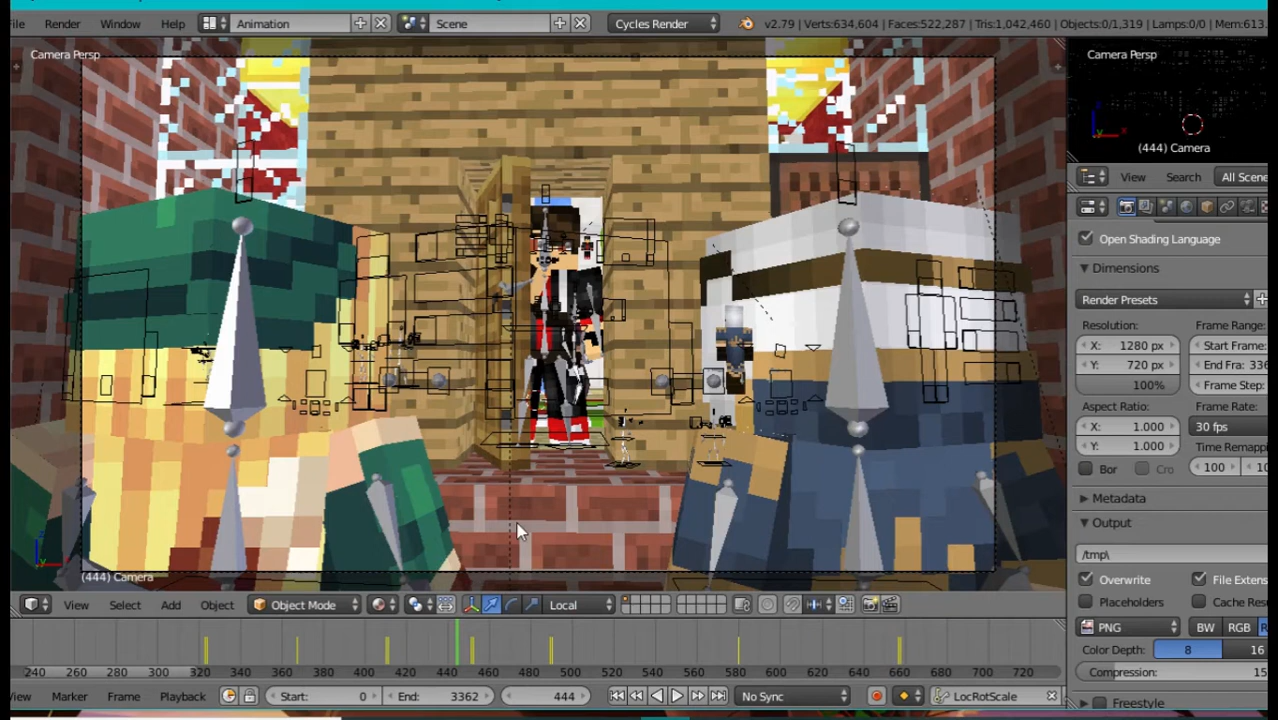 Window Help Animation Scene Cycles Render v2.79 | Verts:634,604 | Faces:522,287 | Tris:1,042,460 | Objects:0/1,319 | Lamps:0/0 | Mem:613.
Camera Persp
(444) Camera
Camera Persp
(444) Camera
View Search All Scene
Open Shading Language
Dimensions
Render Presets
Resolution: Frame Range:
X: 1280 px Start Frame:
Y: 720 px End Fra: 336
100% Frame Step:
Aspect Ratio: Frame Rate:
X: 1.000 30 fps
Y: 1.000 Time Remapp
Bor Cro 100
Metadata
Output
/tmp\
Overwrite File Extens
Placeholders Cache Res
PNG BW RGB R
Color Depth: 8 16
Compression: 15
Freestyle
View Select Add Object Object Mode Local
240 260 280 300 320 340 360 380 400 420 440 460 480 500 520 540 560 580 600 620 640 660 680 700 720
Marker Frame Playback Start: 0 End: 3362 444 No Sync LocRotScale